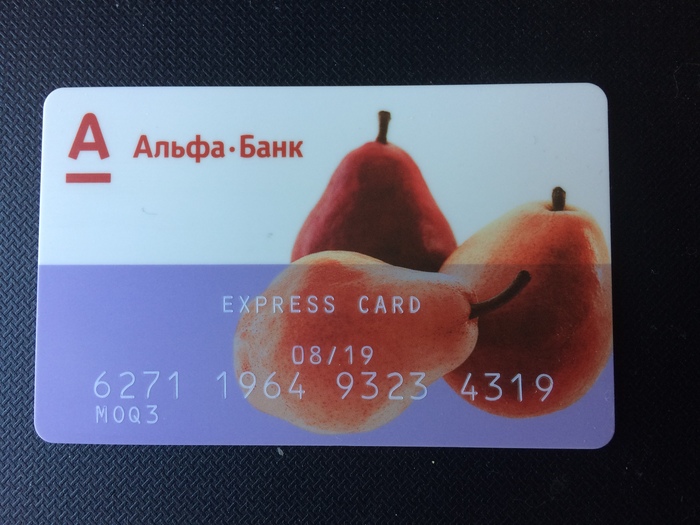 А Альфа·Банк
EXPRESS CARD
08/19
6271 1964 9323 4319
MOQ3